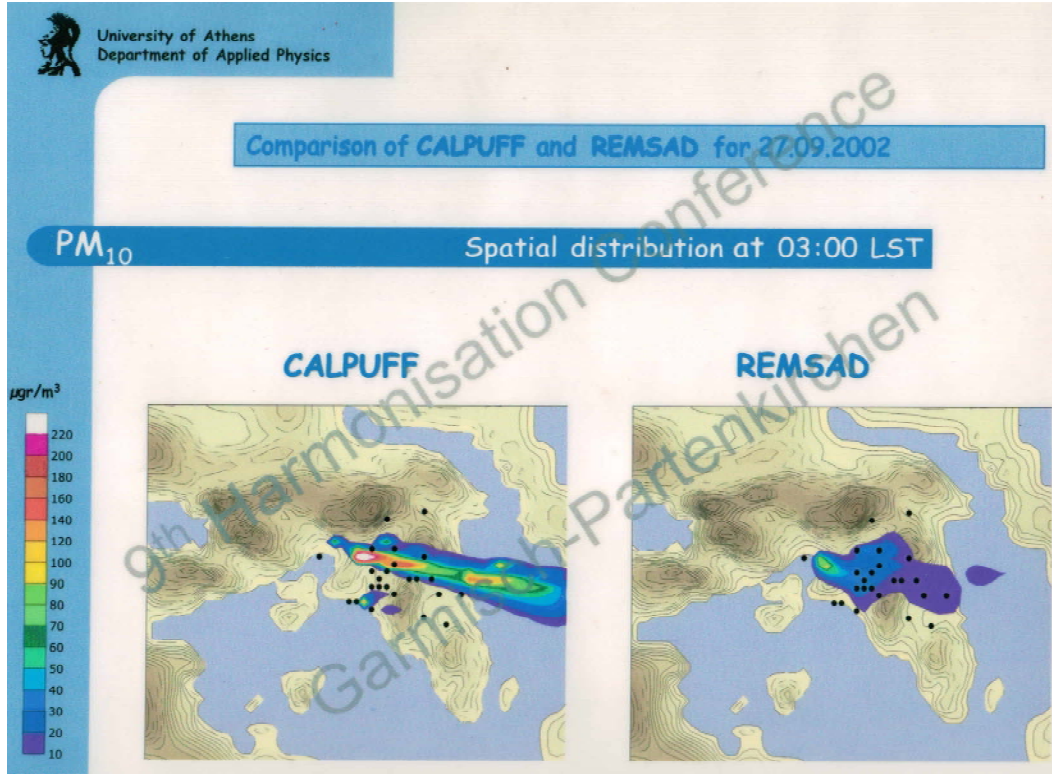 University of Athens
Department of Applied Physics
Comparison of CALPUFF and REMSAD for 27.09.2002
PM10
Spatial distribution at 03:00 LST
CALPUFF
REMSAD
µgr/m³
220
200
180
160
140
120
100
90
80
70
60
50
40
30
20
10
9th Harmonisation Conference
Garmisch-Partenkirchen